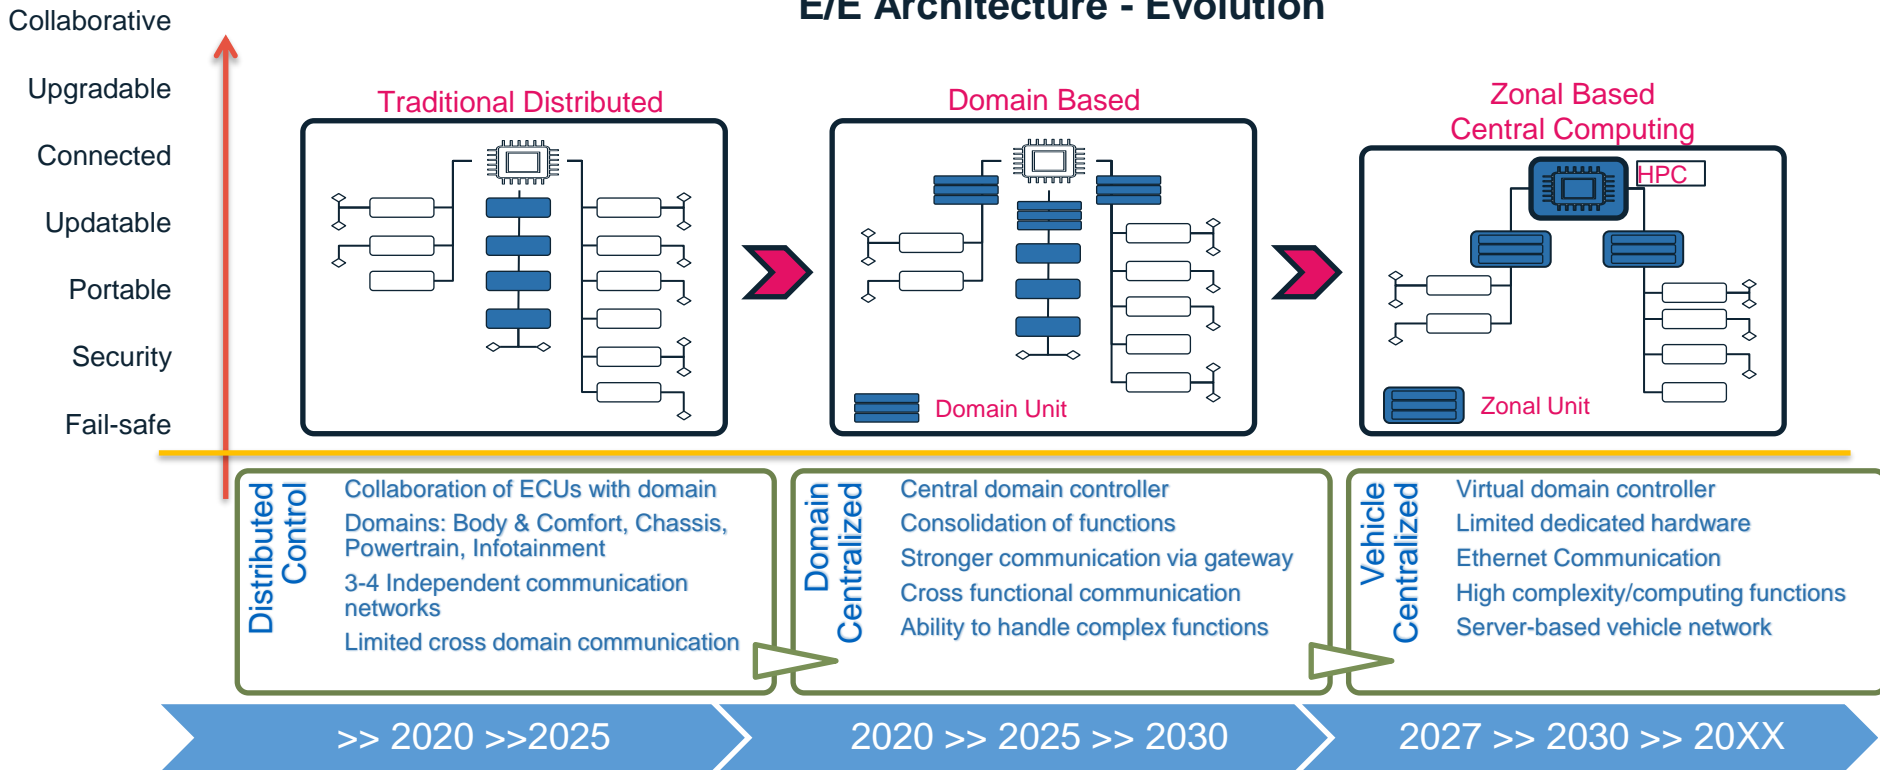 E/E Architecture - Evolution
Collaborative
Upgradable
Connected
Updatable
Portable
Security
Fail-safe
Traditional Distributed
Domain Based
Domain Unit
Zonal Based
Central Computing
HPC
Zonal Unit
Distributed
Control
Collaboration of ECUs with domain
Domains: Body & Comfort, Chassis,
Powertrain, Infotainment
3-4 Independent communication
networks
Limited cross domain communication
Domain
Centralized
Central domain controller
Consolidation of functions
Stronger communication via gateway
Cross functional communication
Ability to handle complex functions
Vehicle
Centralized
Virtual domain controller
Limited dedicated hardware
Ethernet Communication
High complexity/computing functions
Server-based vehicle network
>> 2020 >>2025
2020 >> 2025 >> 2030
2027 >> 2030 >> 20XX